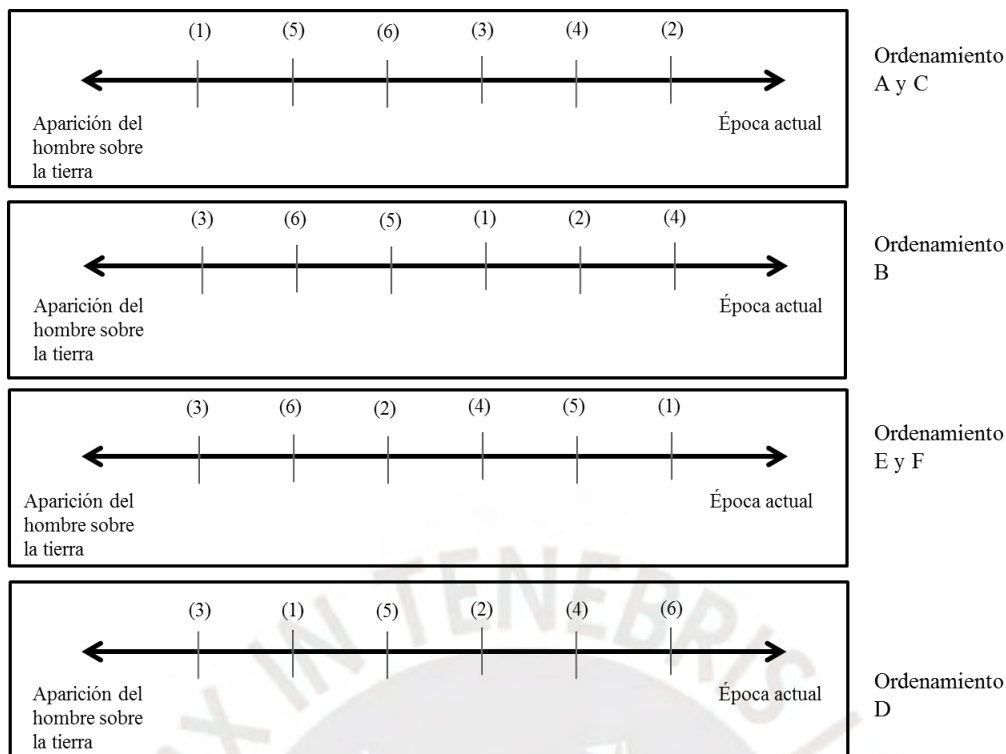 (1) (5) (6) (3) (4) (2)
Ordenamiento
A y C
Aparición del
hombre sobre
la tierra
Época actual
(3) (6) (5) (1) (2) (4)
Ordenamiento
B
Aparición del
hombre sobre
la tierra
Época actual
(3) (6) (2) (4) (5) (1)
Ordenamiento
E y F
Aparición del
hombre sobre
la tierra
Época actual
(3) (1) (5) (2) (4) (6)
Ordenamiento
D
Aparición del
hombre sobre
la tierra
Época actual
X IN TENEBRIS L